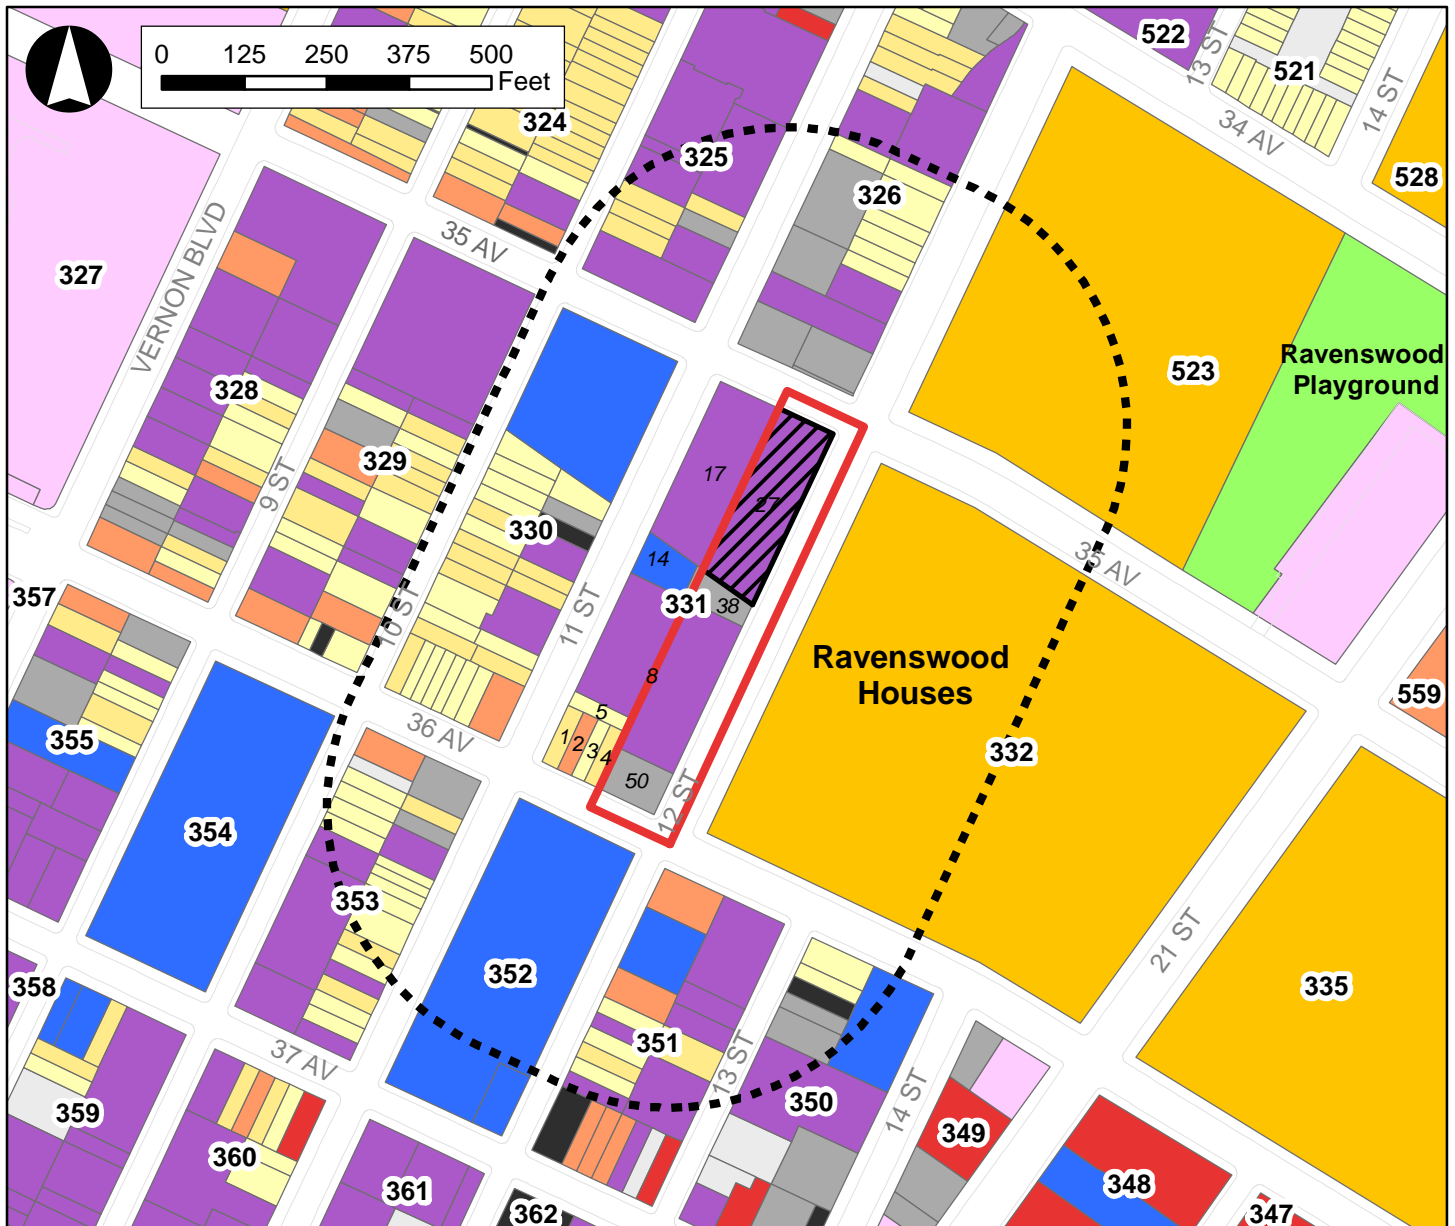 0 125 250 375 500
Feet
522
13 ST
521
14 ST
324
34 AV
325
528
326
35 AV
327
VERNON BLVD
Ravenswood
Playground
523
328
329
9 ST
17
27
330
14
35 AV
10 ST
11 ST
331
38
357
Ravenswood
Houses
8
559
5
1
2
3
4
36 AV
355
332
50
12 ST
354
353
21 ST
352
358
335
351
13 ST
37 AV
14 ST
350
359
349
360
361
348
362
347